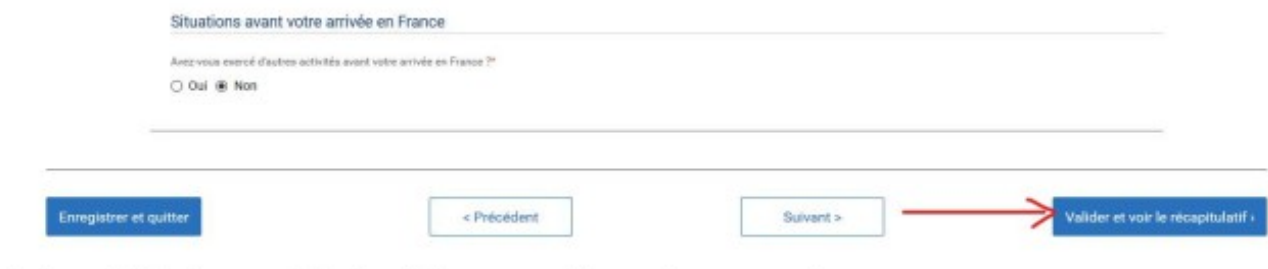 Situations avant votre arrivée en France
Avez-vous exercé d'autres activités avant votre arrivée en France ?*
Oui Non
Enregistrer et quitter
< Précédent
Suivant >
Valider et voir le récapitulatif ›